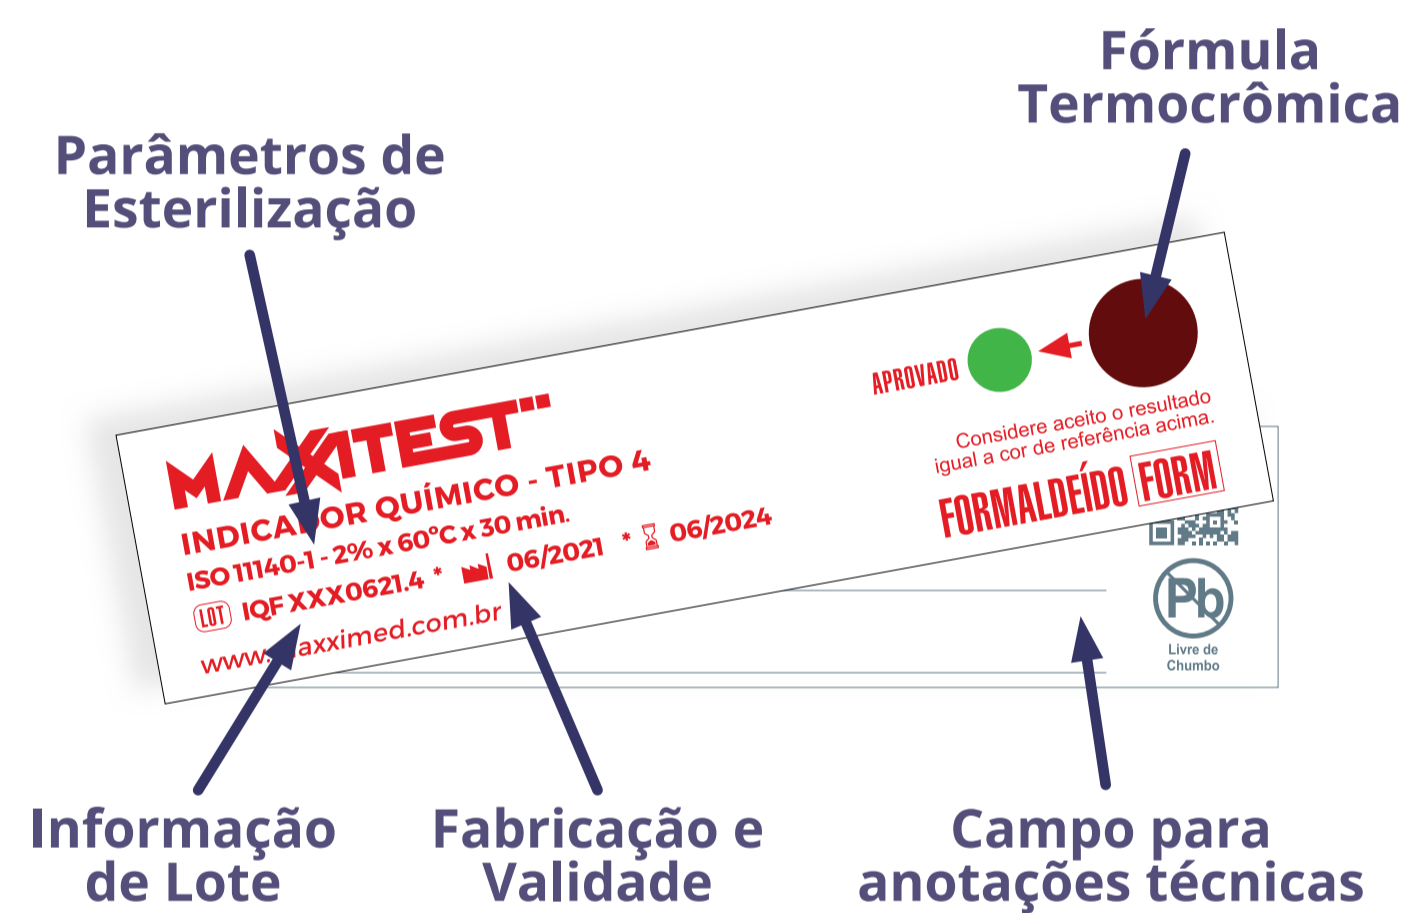 Fórmula
Termocrômica
Parâmetros de
Esterilização
APROVADO
Considere aceito o resultado
igual a cor de referência acima.
FORMALDEÍDO FORM
MAXXITEST
INDICADOR QUÍMICO - TIPO 4
ISO 11140-1 - 2% x 60°C x 30 min.
LOT IQF XXX0621.4 * 06/2021 * 06/2024
www.maxximed.com.br
Pb
Livre de
Chumbo
Informação
de Lote
Fabricação e
Validade
Campo para
anotações técnicas